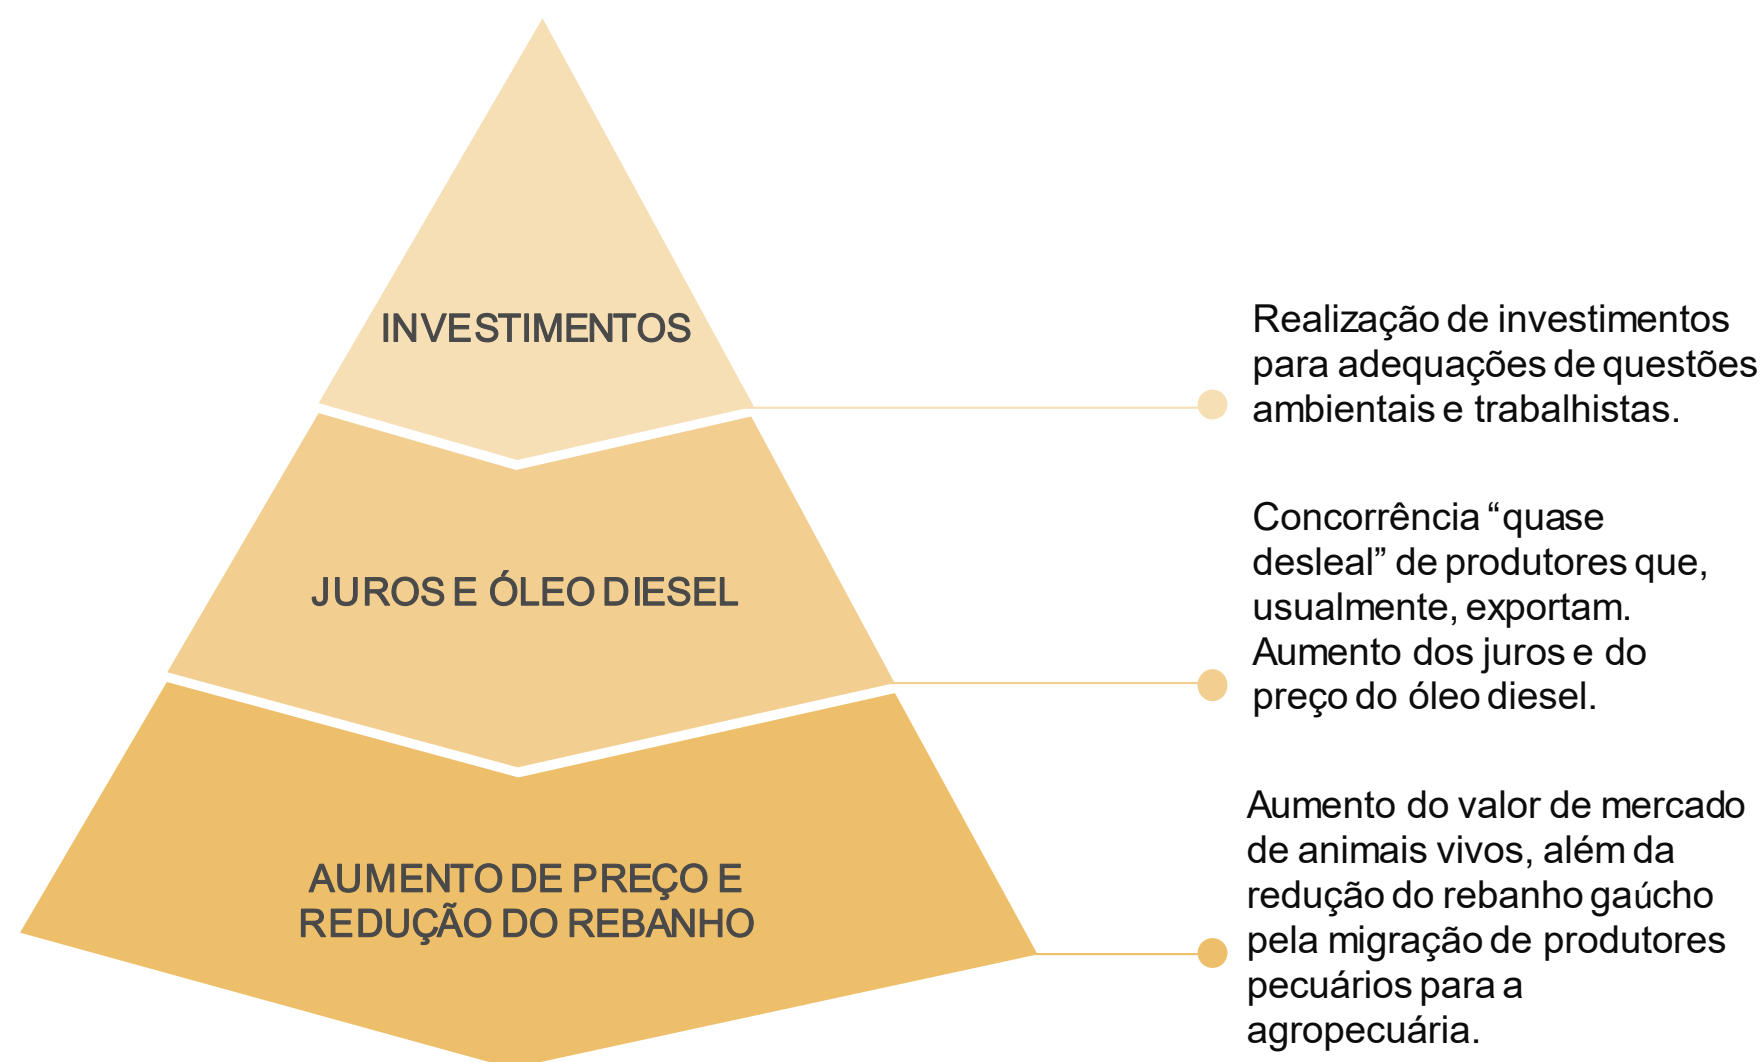 INVESTIMENTOS
Realização de investimentos
para adequações de questões
ambientais e trabalhistas.
JUROS E ÓLEO DIESEL
Concorrência “quase
desleal” de produtores que,
usualmente, exportam.
Aumento dos juros e do
preço do óleo diesel.
AUMENTO DE PREÇO E
REDUÇÃO DO REBANHO
Aumento do valor de mercado
de animais vivos, além da
redução do rebanho gaúcho
pela migração de produtores
pecuários para a
agropecuária.